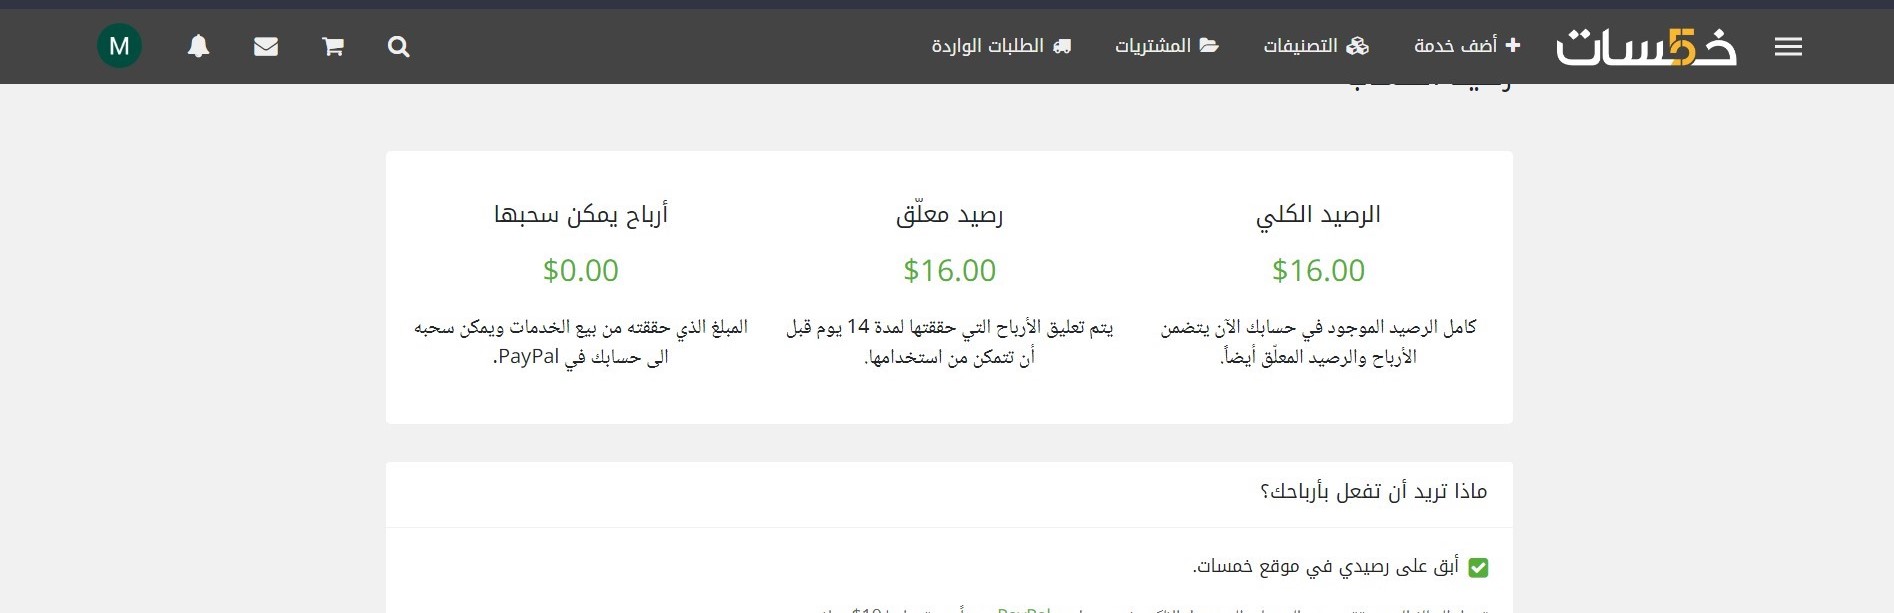 خمسات
أضف خدمة
التصنيفات
المشتريات
الطلبات الواردة
M
الرصيد الكلي
$16.00
كامل الرصيد الموجود في حسابك الآن يتضمن
الأرباح والرصيد المعلّق أيضاً.
رصيد معلّق
$16.00
يتم تعليق الأرباح التي حققتها لمدة 14 يوم قبل
أن تتمكن من استخدامها.
أرباح يمكن سحبها
$0.00
المبلغ الذي حققته من بيع الخدمات ويمكن سحبه
الى حسابك في PayPal.
ماذا تريد أن تفعل بأرباحك؟
أبق على رصيدي في موقع خمسات.